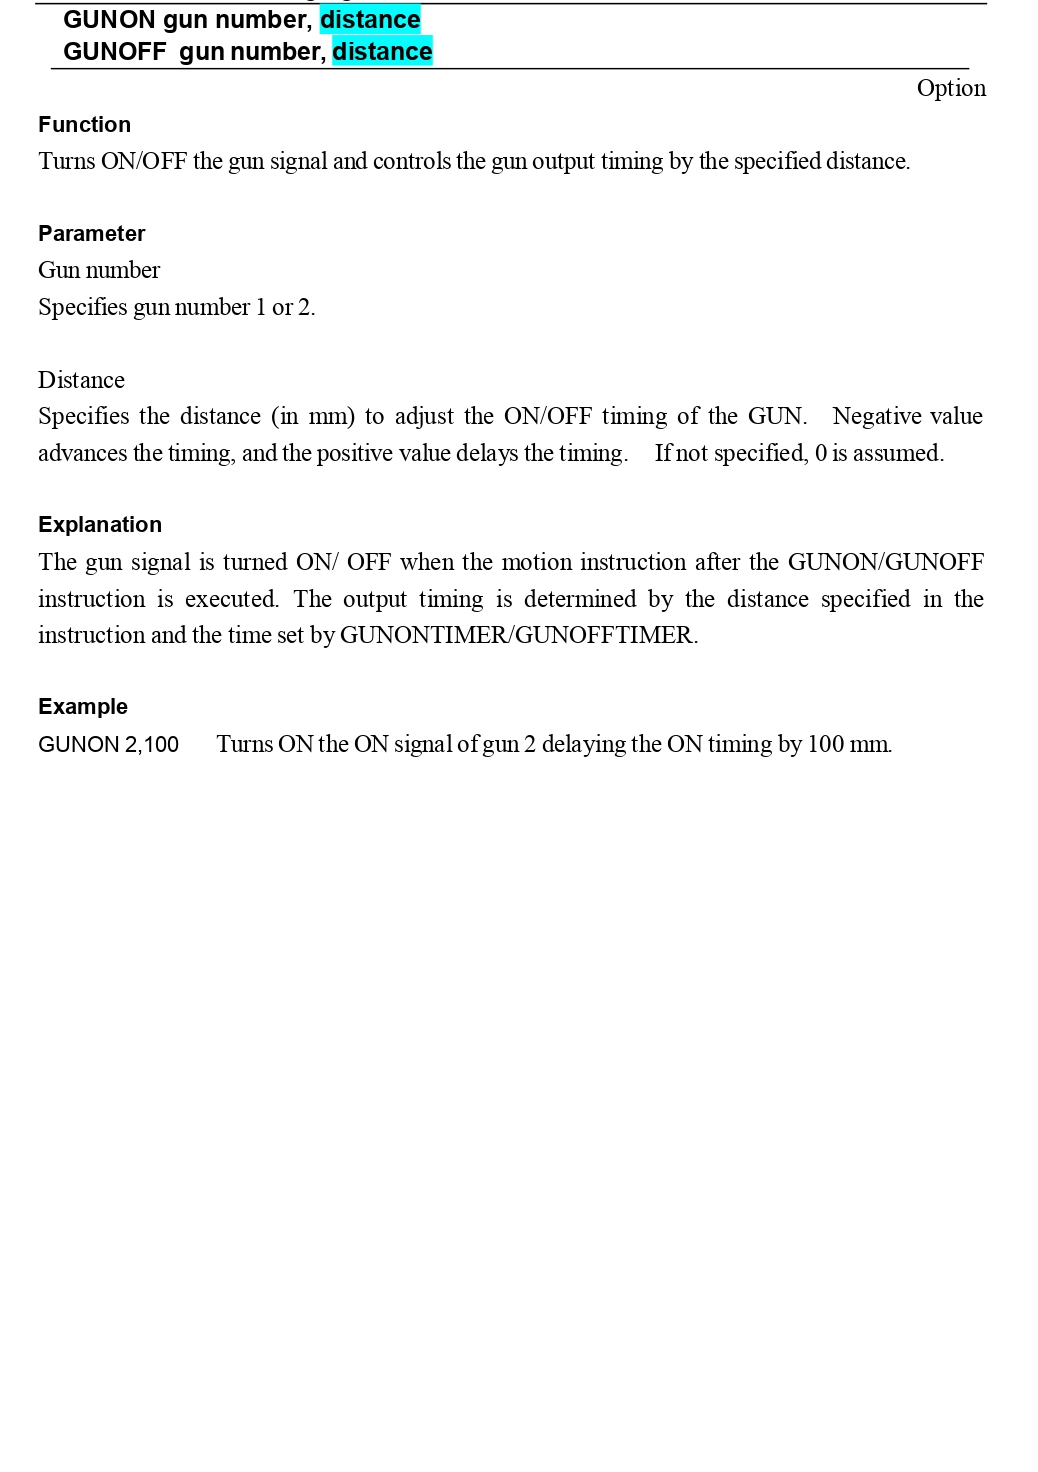 GUNON gun number, distance
GUNOFF gun number, distance
Option
Function
Turns ON/OFF the gun signal and controls the gun output timing by the specified distance.
Parameter
Gun number
Specifies gun number 1 or 2.
Distance
Specifies the distance (in mm) to adjust the ON/OFF timing of the GUN. Negative value
advances the timing, and the positive value delays the timing. If not specified, 0 is assumed.
Explanation
The gun signal is turned ON/ OFF when the motion instruction after the GUNON/GUNOFF
instruction is executed. The output timing is determined by the distance specified in the
instruction and the time set by GUNONTIMER/GUNOFFTIMER.
Example
GUNON 2,100 Turns ON the ON signal of gun 2 delaying the ON timing by 100 mm.